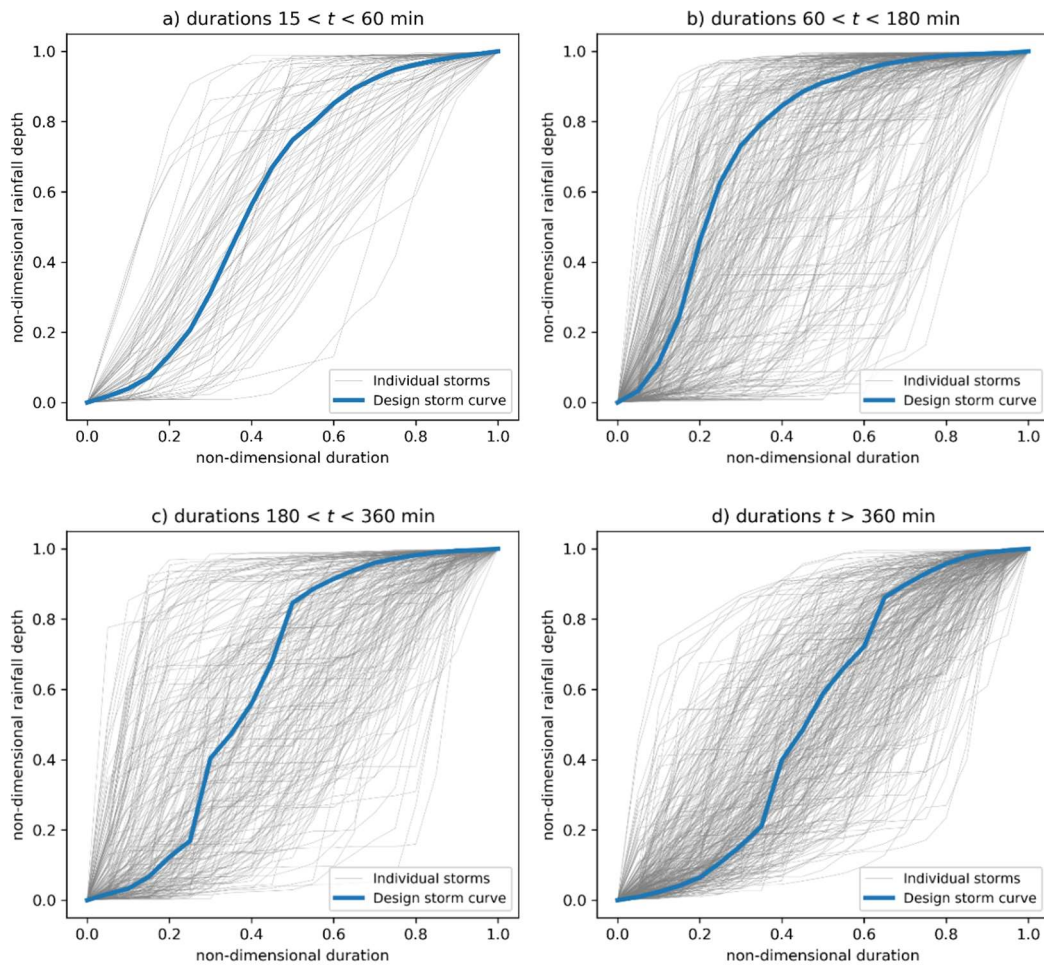 a) durations 15 < t < 60 min
non-dimensional rainfall depth
1.0
0.8
0.6
0.4
0.2
0.0
Individual storms
Design storm curve
0.0 0.2 0.4 0.6 0.8 1.0
non-dimensional duration
b) durations 60 < t < 180 min
non-dimensional rainfall depth
1.0
0.8
0.6
0.4
0.2
0.0
Individual storms
Design storm curve
0.0 0.2 0.4 0.6 0.8 1.0
non-dimensional duration
c) durations 180 < t < 360 min
non-dimensional rainfall depth
1.0
0.8
0.6
0.4
0.2
0.0
Individual storms
Design storm curve
0.0 0.2 0.4 0.6 0.8 1.0
non-dimensional duration
d) durations t > 360 min
non-dimensional rainfall depth
1.0
0.8
0.6
0.4
0.2
0.0
Individual storms
Design storm curve
0.0 0.2 0.4 0.6 0.8 1.0
non-dimensional duration